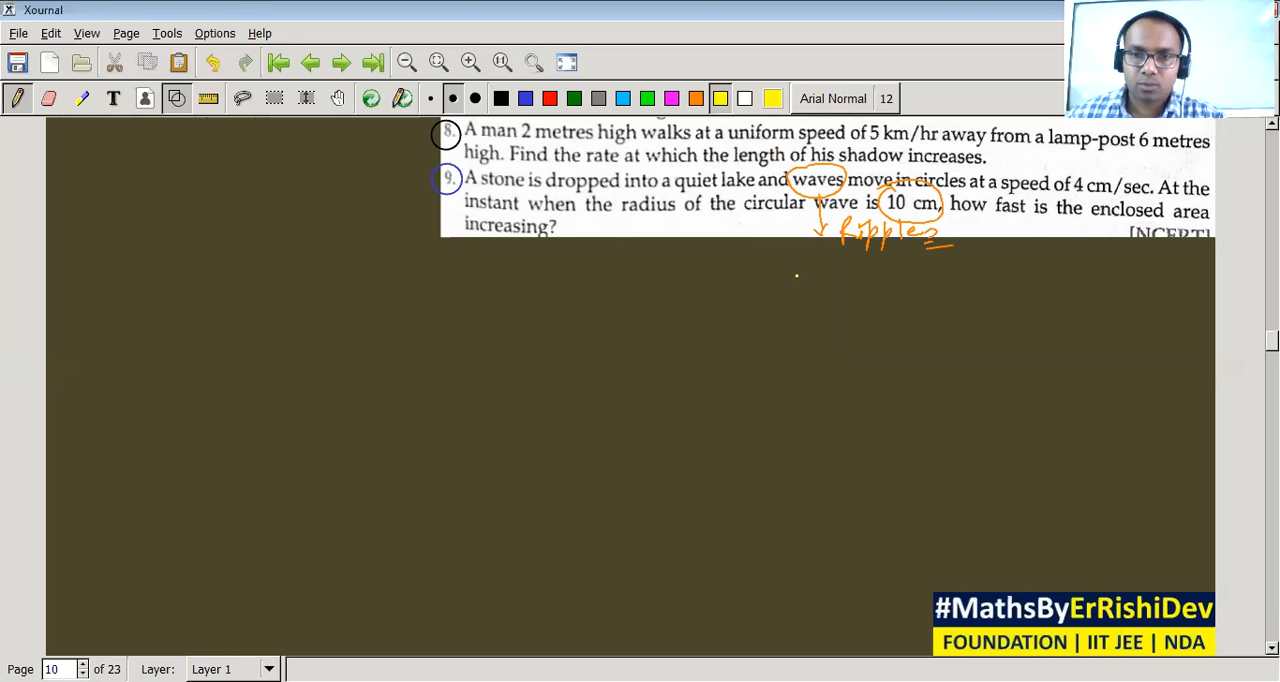 Xournal
File Edit View Page Tools Options Help
Arial Normal 12
8. A man 2 metres high walks at a uniform speed of 5 km/hr away from a lamp-post 6 metres
high. Find the rate at which the length of his shadow increases.
9. A stone is dropped into a quiet lake and waves move in circles at a speed of 4 cm/sec. At the
instant when the radius of the circular wave is 10 cm, how fast is the enclosed area
increasing? [NCERT]
Ripples
#MathsByErRishiDev
FOUNDATION | IIT JEE | NDA
Page 10 of 23 Layer: Layer 1